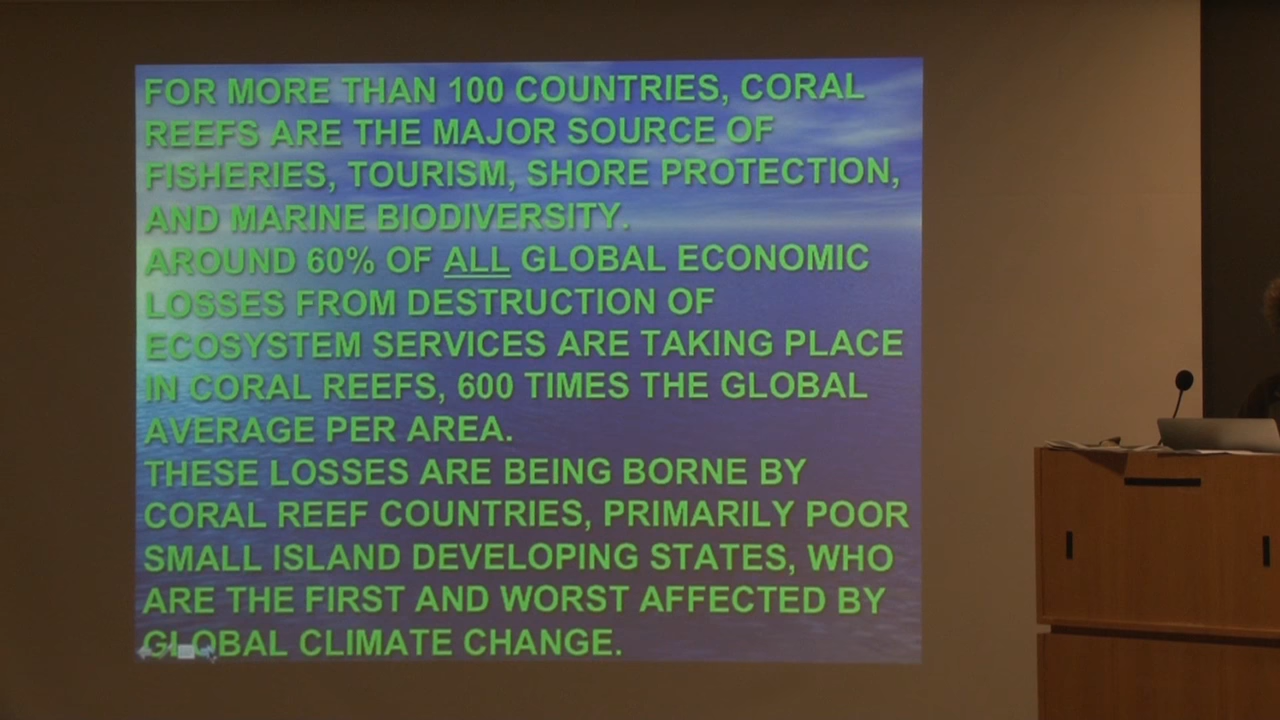 FOR MORE THAN 100 COUNTRIES, CORAL
REEFS ARE THE MAJOR SOURCE OF
FISHERIES, TOURISM, SHORE PROTECTION,
AND MARINE BIODIVERSITY.
AROUND 60% OF ALL GLOBAL ECONOMIC
LOSSES FROM DESTRUCTION OF
ECOSYSTEM SERVICES ARE TAKING PLACE
IN CORAL REEFS, 600 TIMES THE GLOBAL
AVERAGE PER AREA.
THESE LOSSES ARE BEING BORNE BY
CORAL REEF COUNTRIES, PRIMARILY POOR
SMALL ISLAND DEVELOPING STATES, WHO
ARE THE FIRST AND WORST AFFECTED BY
GLOBAL CLIMATE CHANGE.